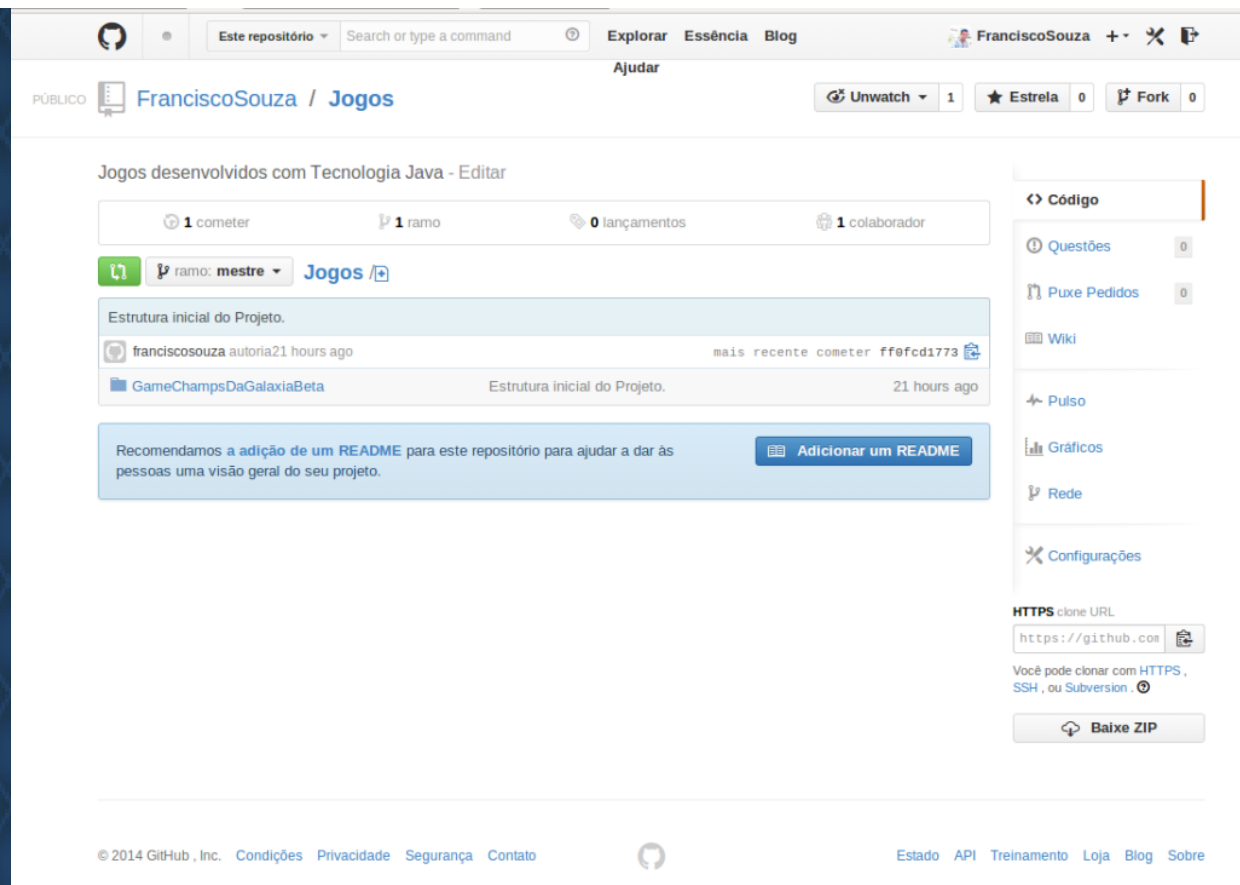 Este repositório Search or type a command Explorar Essência Blog FranciscoSouza
Ajudar
PÚBLICO FranciscoSouza / Jogos Unwatch 1 Estrela 0 Fork 0
Jogos desenvolvidos com Tecnologia Java - Editar
1 cometer 1 ramo 0 lançamentos 1 colaborador
ramo: mestre Jogos /
Estrutura inicial do Projeto.
franciscosouza autoria21 hours ago mais recente cometer ff0fcd1773
GameChampsDaGalaxiaBeta Estrutura inicial do Projeto. 21 hours ago
Recomendamos a adição de um README para este repositório para ajudar a dar às
pessoas uma visão geral do seu projeto.
Adicionar um README
Código
Questões 0
Puxe Pedidos 0
Wiki
Pulso
Gráficos
Rede
Configurações
HTTPS clone URL
https://github.com
Você pode clonar com HTTPS ,
SSH , ou Subversion .
Baixe ZIP
© 2014 GitHub , Inc. Condições Privacidade Segurança Contato Estado API Treinamento Loja Blog Sobre